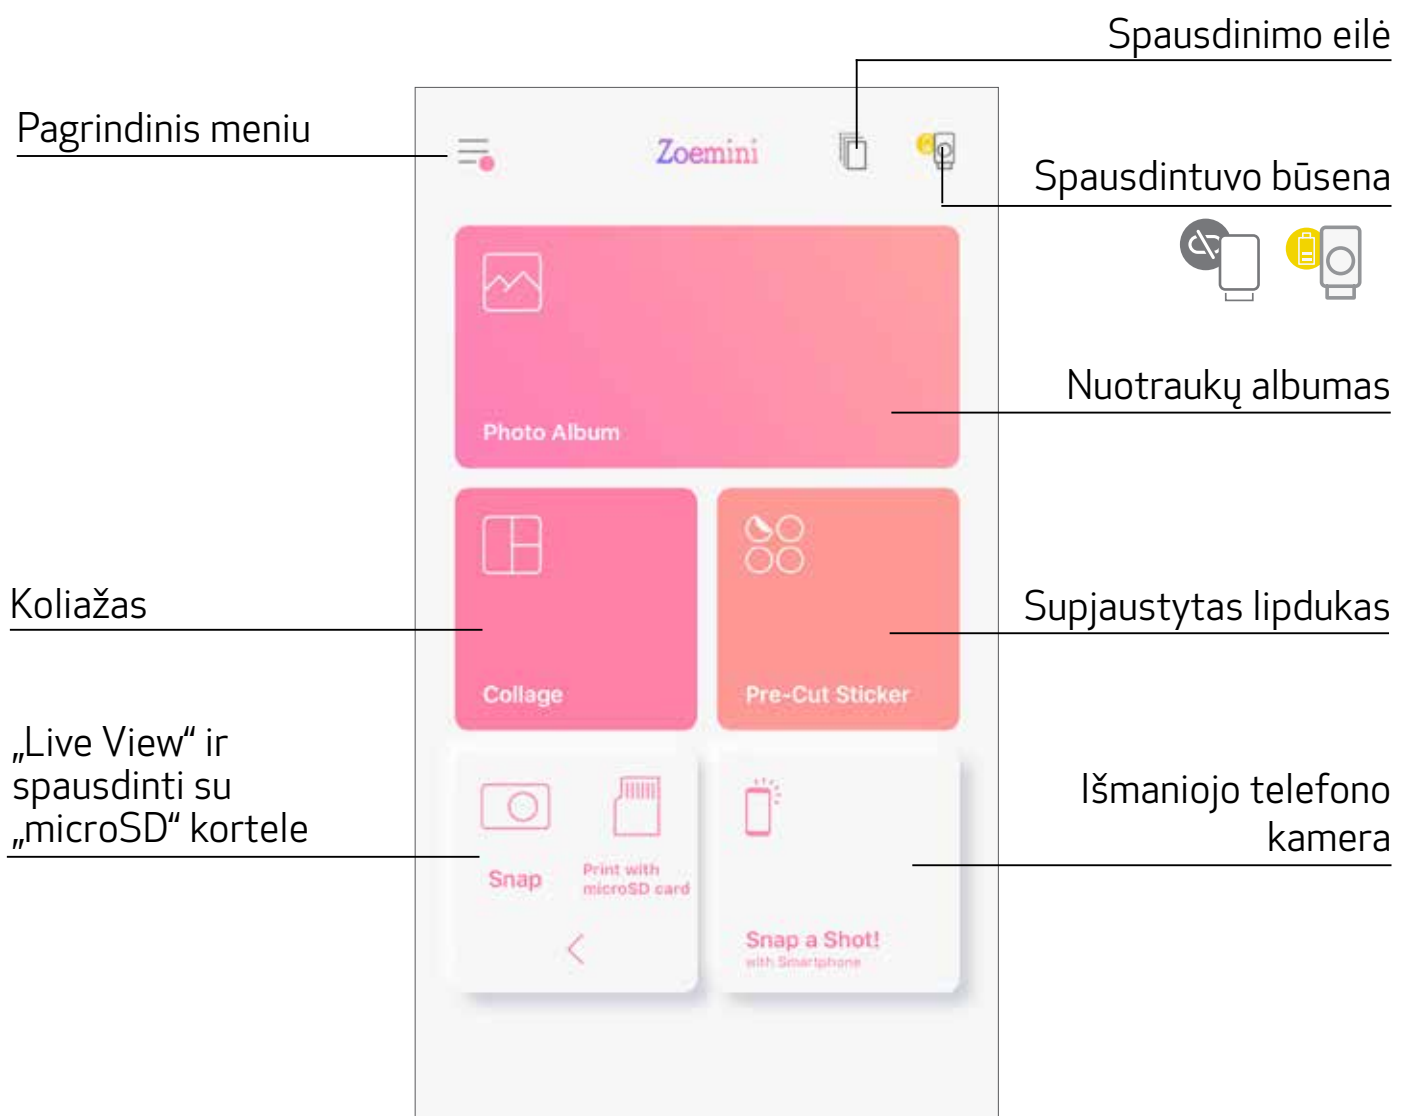 Spausdinimo eilė
Pagrindinis meniu
Zoemini
Spausdintuvo būsena
Nuotraukų albumas
Photo Album
Koliažas
Supjaustytas lipdukas
Collage
Pre-Cut Sticker
„Live View“ ir
spausdinti su
„microSD“ kortele
Išmaniojo telefono
kamera
Snap
Print with
microSD card
Snap a Shot!
with Smartphone